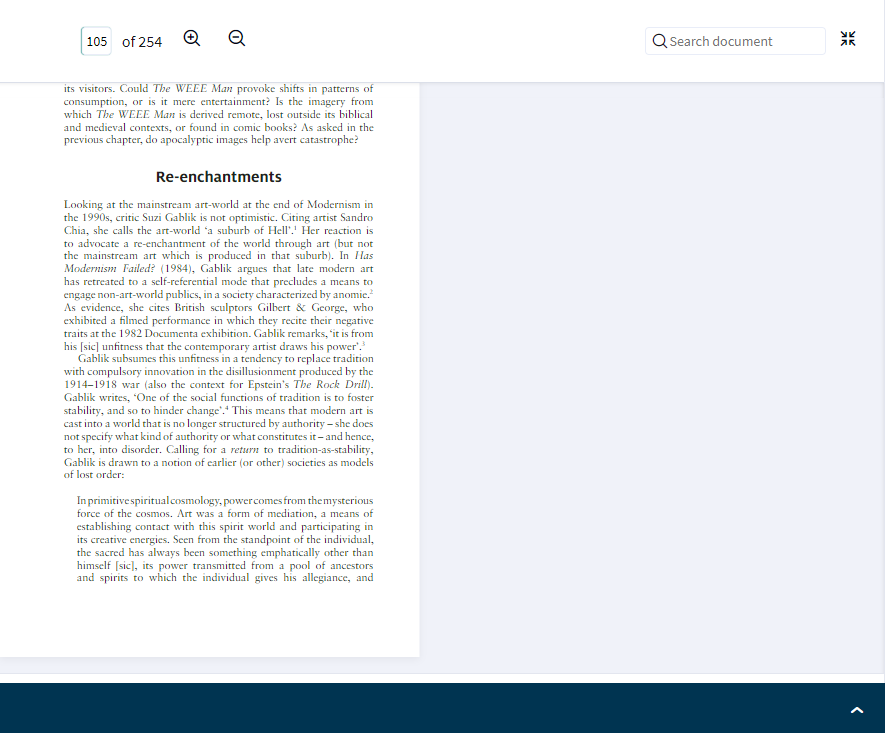 105 of 254 Search document
its visitors. Could The WEEE Man provoke shifts in patterns of
consumption, or is it mere entertainment? Is the imagery from
which The WEEE Man is derived remote, lost outside its biblical
and medieval contexts, or found in comic books? As asked in the
previous chapter, do apocalyptic images help avert catastrophe?
Re-enchantments
Looking at the mainstream art-world at the end of Modernism in
the 1990s, critic Suzi Gablik is not optimistic. Citing artist Sandro
Chia, she calls the art-world ‘a suburb of Hell’.¹ Her reaction is
to advocate a re-enchantment of the world through art (but not
the mainstream art which is produced in that suburb). In Has
Modernism Failed? (1984), Gablik argues that late modern art
has retreated to a self-referential mode that precludes a means to
engage non-art-world publics, in a society characterized by anomie.²
As evidence, she cites British sculptors Gilbert & George, who
exhibited a filmed performance in which they recite their negative
traits at the 1982 Documenta exhibition. Gablik remarks, ‘it is from
his [sic] unfitness that the contemporary artist draws his power’.³
Gablik subsumes this unfitness in a tendency to replace tradition
with compulsory innovation in the disillusionment produced by the
1914–1918 war (also the context for Epstein’s The Rock Drill).
Gablik writes, ‘One of the social functions of tradition is to foster
stability, and so to hinder change’.⁴ This means that modern art is
cast into a world that is no longer structured by authority – she does
not specify what kind of authority or what constitutes it – and hence,
to her, into disorder. Calling for a return to tradition-as-stability,
Gablik is drawn to a notion of earlier (or other) societies as models
of lost order:
In primitive spiritual cosmology, power comes from the mysterious
force of the cosmos. Art was a form of mediation, a means of
establishing contact with this spirit world and participating in
its creative energies. Seen from the standpoint of the individual,
the sacred has always been something emphatically other than
himself [sic], its power transmitted from a pool of ancestors
and spirits to which the individual gives his allegiance, and